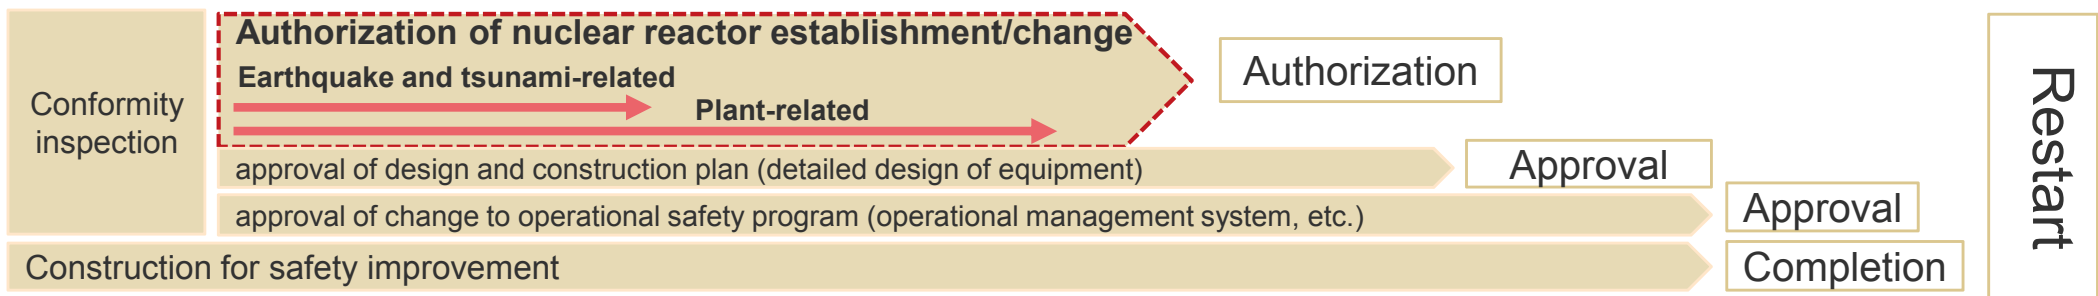 Conformity
inspection
Authorization of nuclear reactor establishment/change
Earthquake and tsunami-related
Plant-related
Authorization
approval of design and construction plan (detailed design of equipment)
Approval
approval of change to operational safety program (operational management system, etc.)
Approval
Construction for safety improvement
Completion
Restart